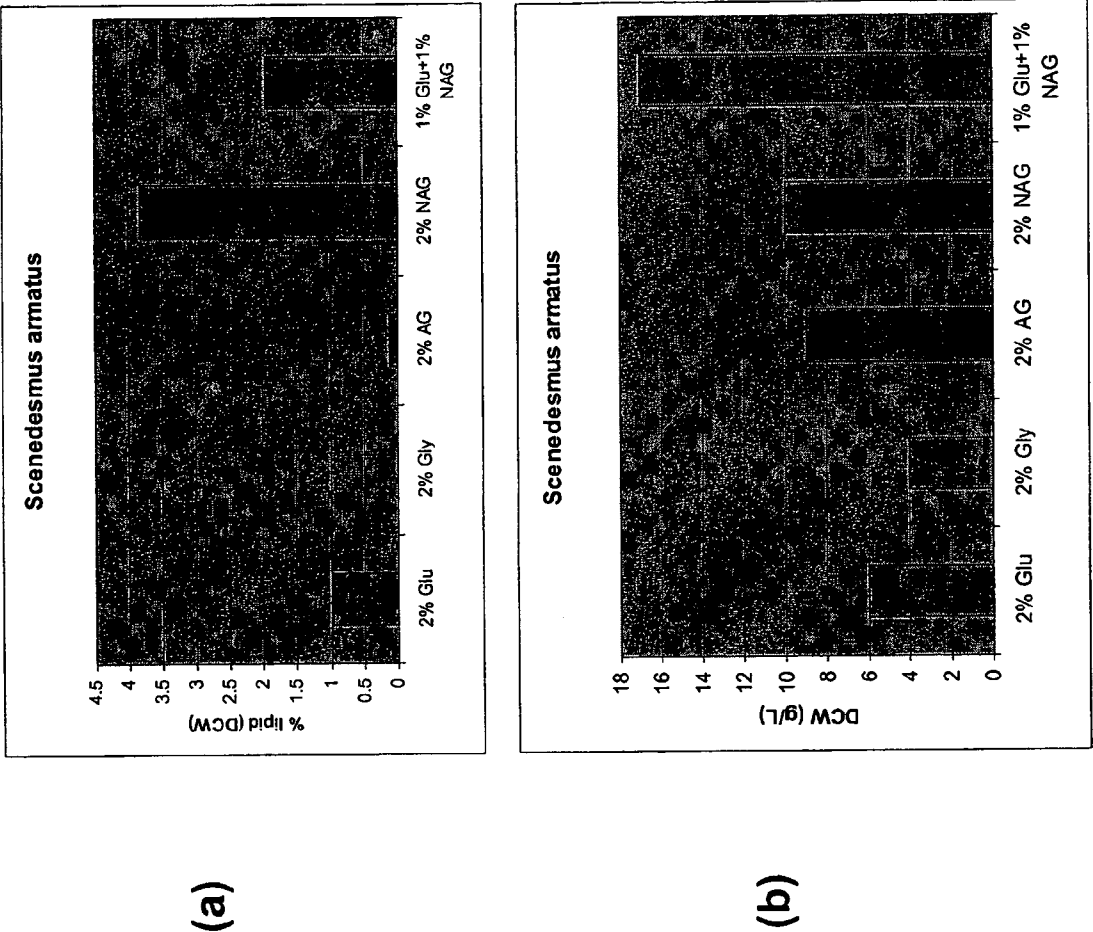 (a)
Scenedesmus armatus
% lipid (DCW)
4.5
4
3.5
3
2.5
2
1.5
1
0.5
0
2% Glu
2% Gly
2% AG
2% NAG
1% Glu+1%
NAG
(b)
Scenedesmus armatus
DCW (g/L)
18
16
14
12
10
8
6
4
2
0
2% Glu
2% Gly
2% AG
2% NAG
1% Glu+1%
NAG